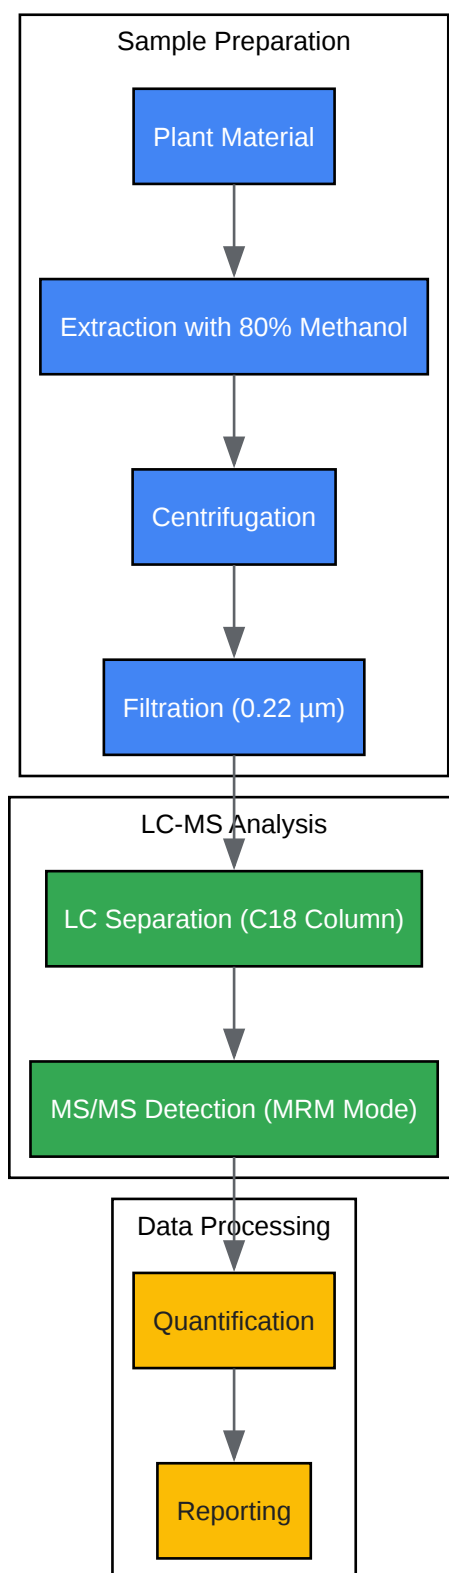 Sample Preparation
Plant Material
Extraction with 80% Methanol
Centrifugation
Filtration (0.22 µm)
LC-MS Analysis
LC Separation (C18 Column)
MS/MS Detection (MRM Mode)
Data Processing
Quantification
Reporting